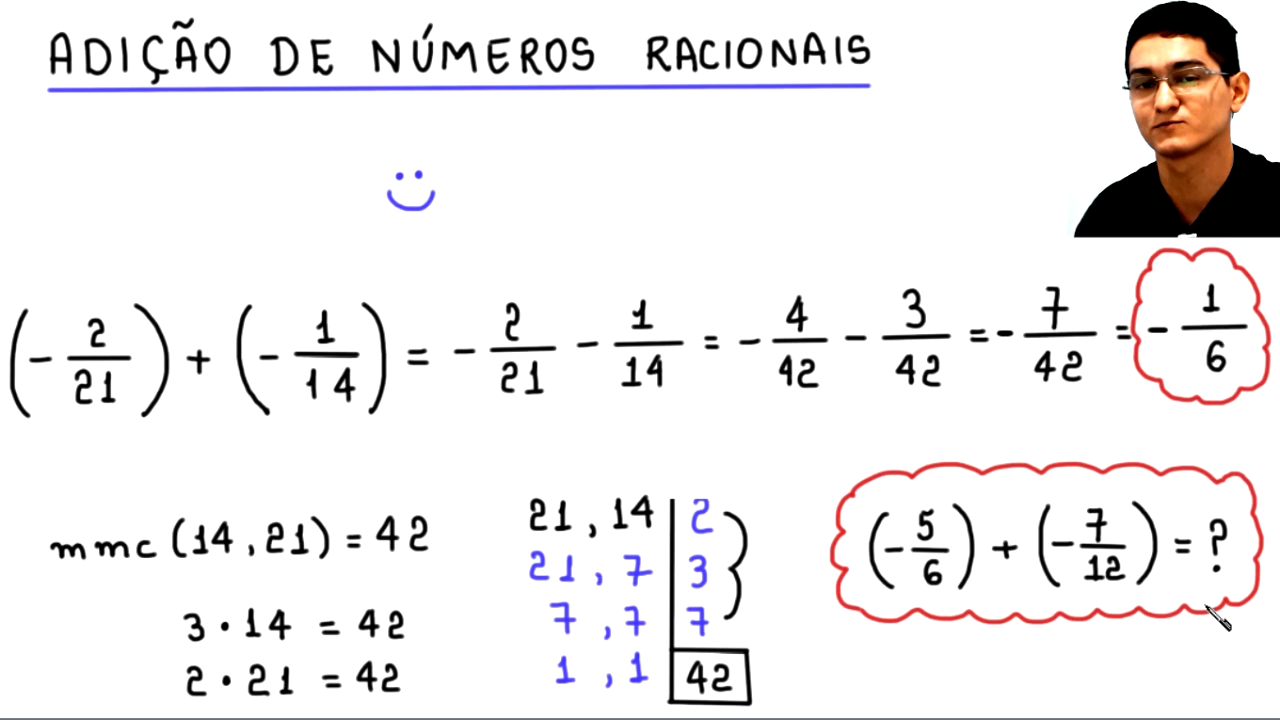 ADIÇÃO DE NÚMEROS RACIONAIS
(- 2/21) + (- 1/14) = - 2/21 - 1/14 = - 4/42 - 3/42 = - 7/42 = - 1/6
mmc (14,21) = 42
3 · 14 = 42
2 · 21 = 42
21, 14 | 2
21, 7 | 3
7, 7 | 7
1, 1 | 42
(- 5/6) + (- 7/12) = ?